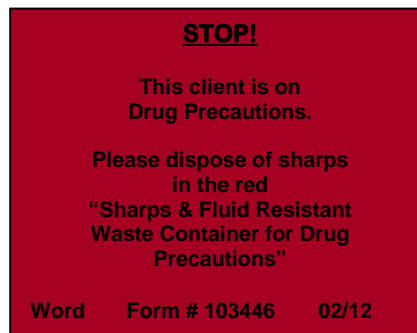 STOP!
This client is on
Drug Precautions.
Please dispose of sharps
in the red
“Sharps & Fluid Resistant
Waste Container for Drug
Precautions”
Word Form # 103446 02/12